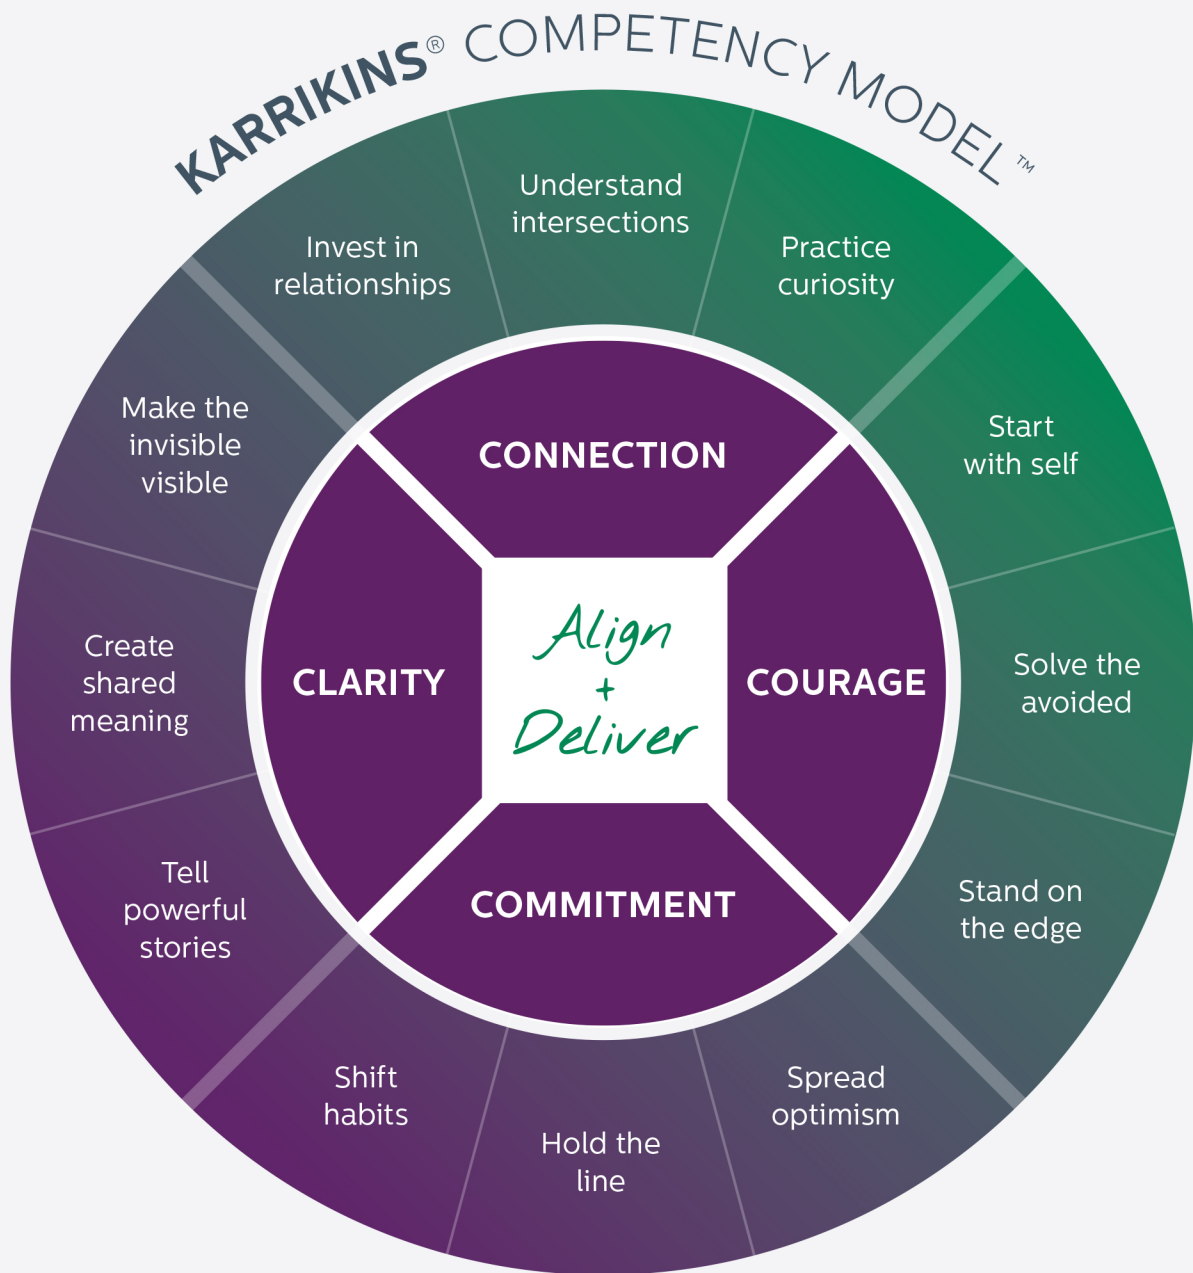 KARRIKINS® COMPETENCY MODEL™
Understand
intersections
Invest in
relationships
Practice
curiosity
Make the
invisible
visible
Start
with self
CONNECTION
Create
shared
meaning
CLARITY
Align
+
Deliver
COURAGE
Solve the
avoided
Tell
powerful
stories
COMMITMENT
Stand on
the edge
Shift
habits
Hold the
line
Spread
optimism